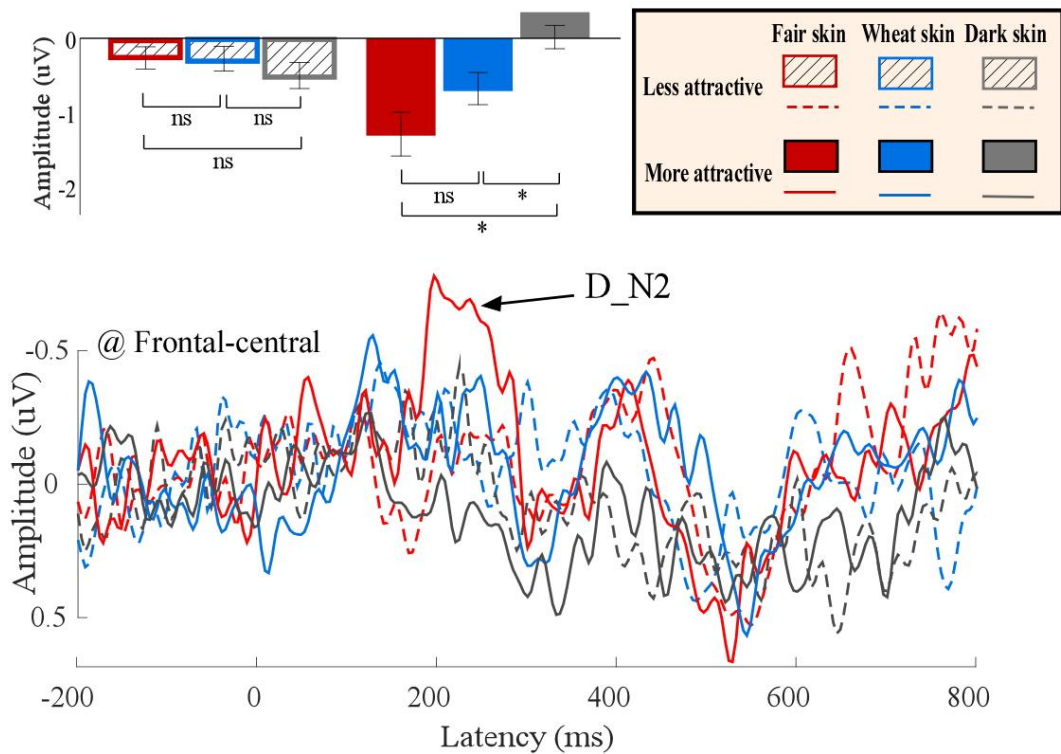 Amplitude (uV)
0
-1
-2
ns
ns
ns
ns
*
*
Fair skin Wheat skin Dark skin
Less attractive
More attractive
D_N2
@ Frontal-central
Amplitude (uV)
-0.5
0
0.5
-200 0 200 400 600 800
Latency (ms)